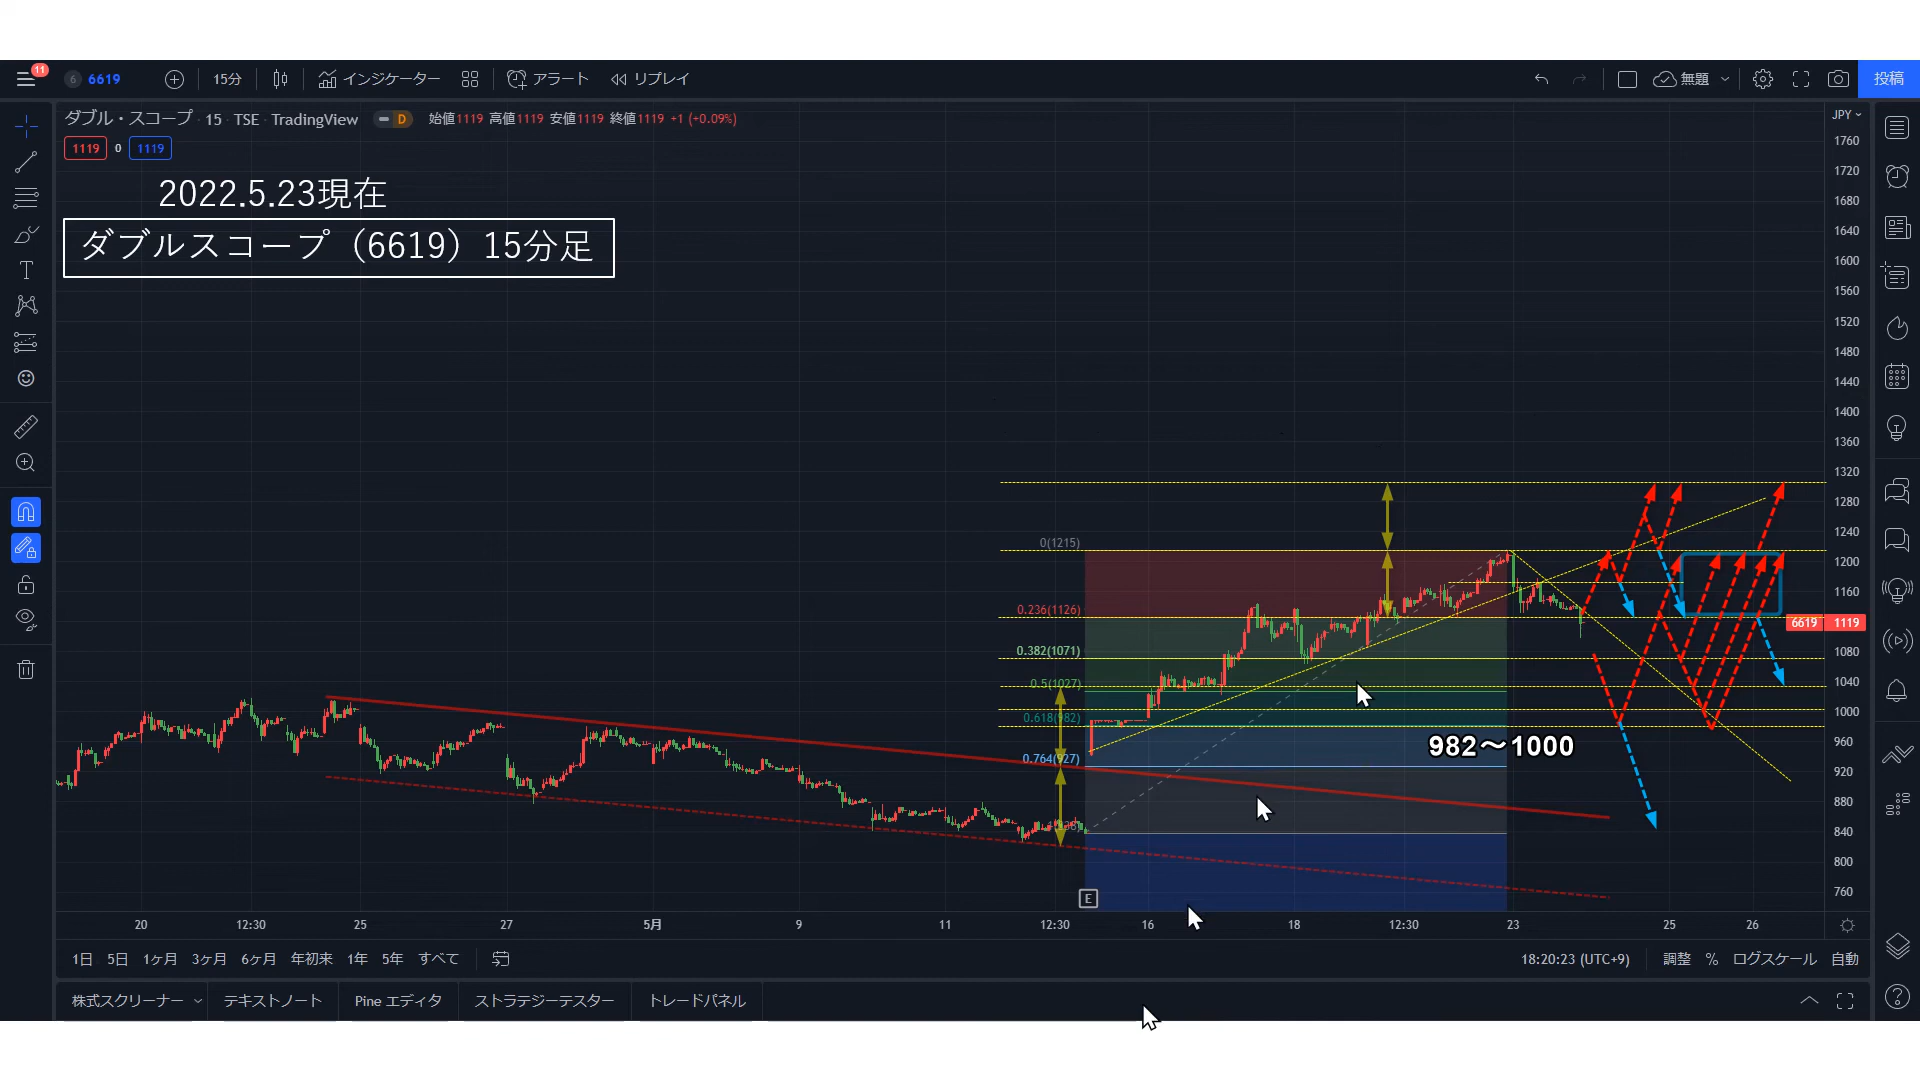 11
6 6619
15分
インジケーター
アラート
リプレイ
無題
投稿
ダブル・スコープ · 15 · TSE · TradingView
D
始値1119 高値1119 安値1119 終値1119 +1 (+0.09%)
1119 0 1119
2022.5.23現在
ダブルスコープ（6619）15分足
JPY
1760
1720
1680
1640
1600
1560
1520
1480
1440
1400
1360
1320
1280
1240
1200
1160
6619 1119
1080
1040
1000
960
920
880
840
800
760
0(1215)
0.236(1126)
0.382(1071)
0.5(1027)
0.618(982)
0.764(927)
982～1000
E
20
12:30
25
27
5月
9
11
12:30
16
18
12:30
23
25
26
1日 5日 1ヶ月 3ヶ月 6ヶ月 年初来 1年 5年 すべて
18:20:23 (UTC+9)
調整 % ログスケール 自動
株式スクリーナー テキストノート Pine エディタ ストラテジーテスター トレードパネル